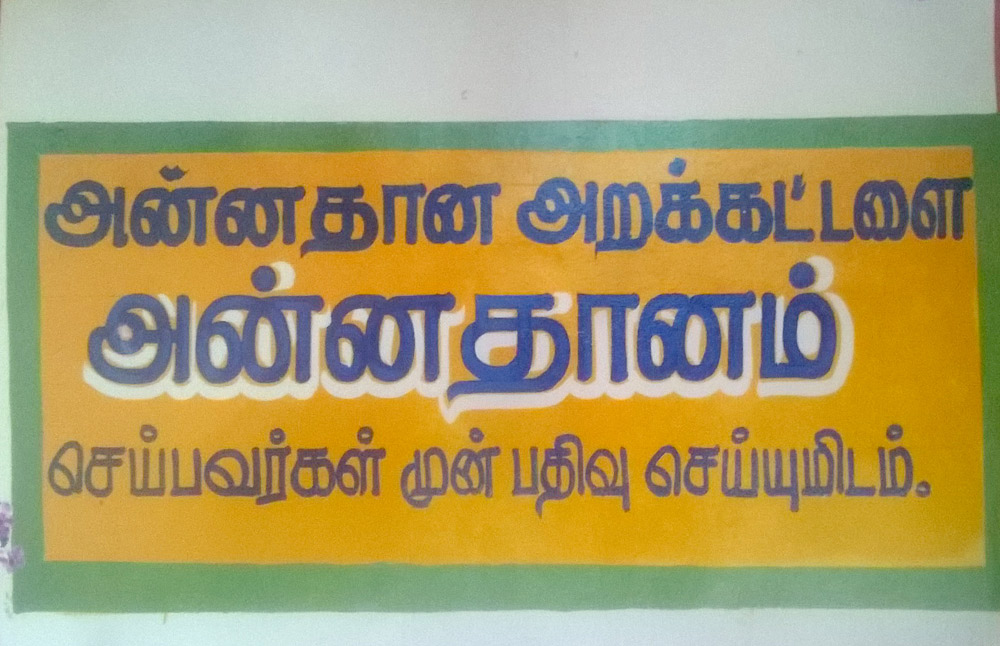 அன்னதான அறக்கட்டளை
அன்னதானம்
செய்பவர்கள் முன் பதிவு செய்யுமிடம்.